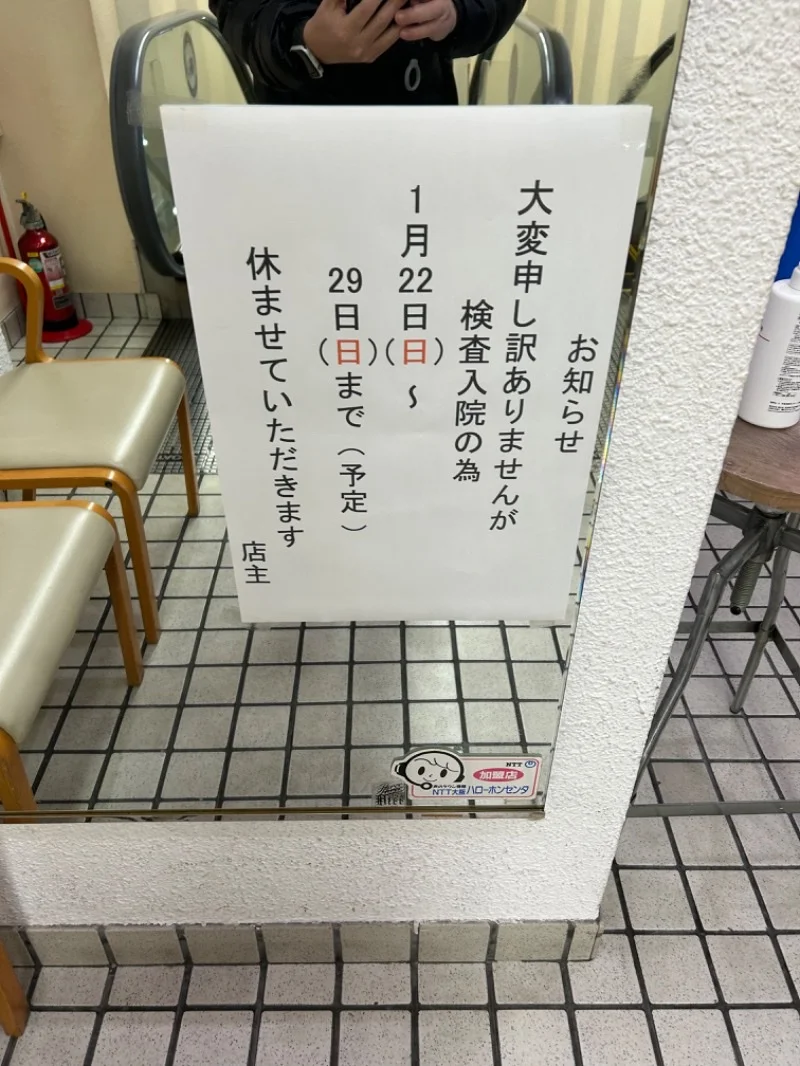 お知らせ
大変申し訳ありませんが
検査入院の為
1月22日(日)～
29日(日)まで(予定)
休ませていただきます
店主
NTT
加盟店
NTT大阪ハローホンセンタ